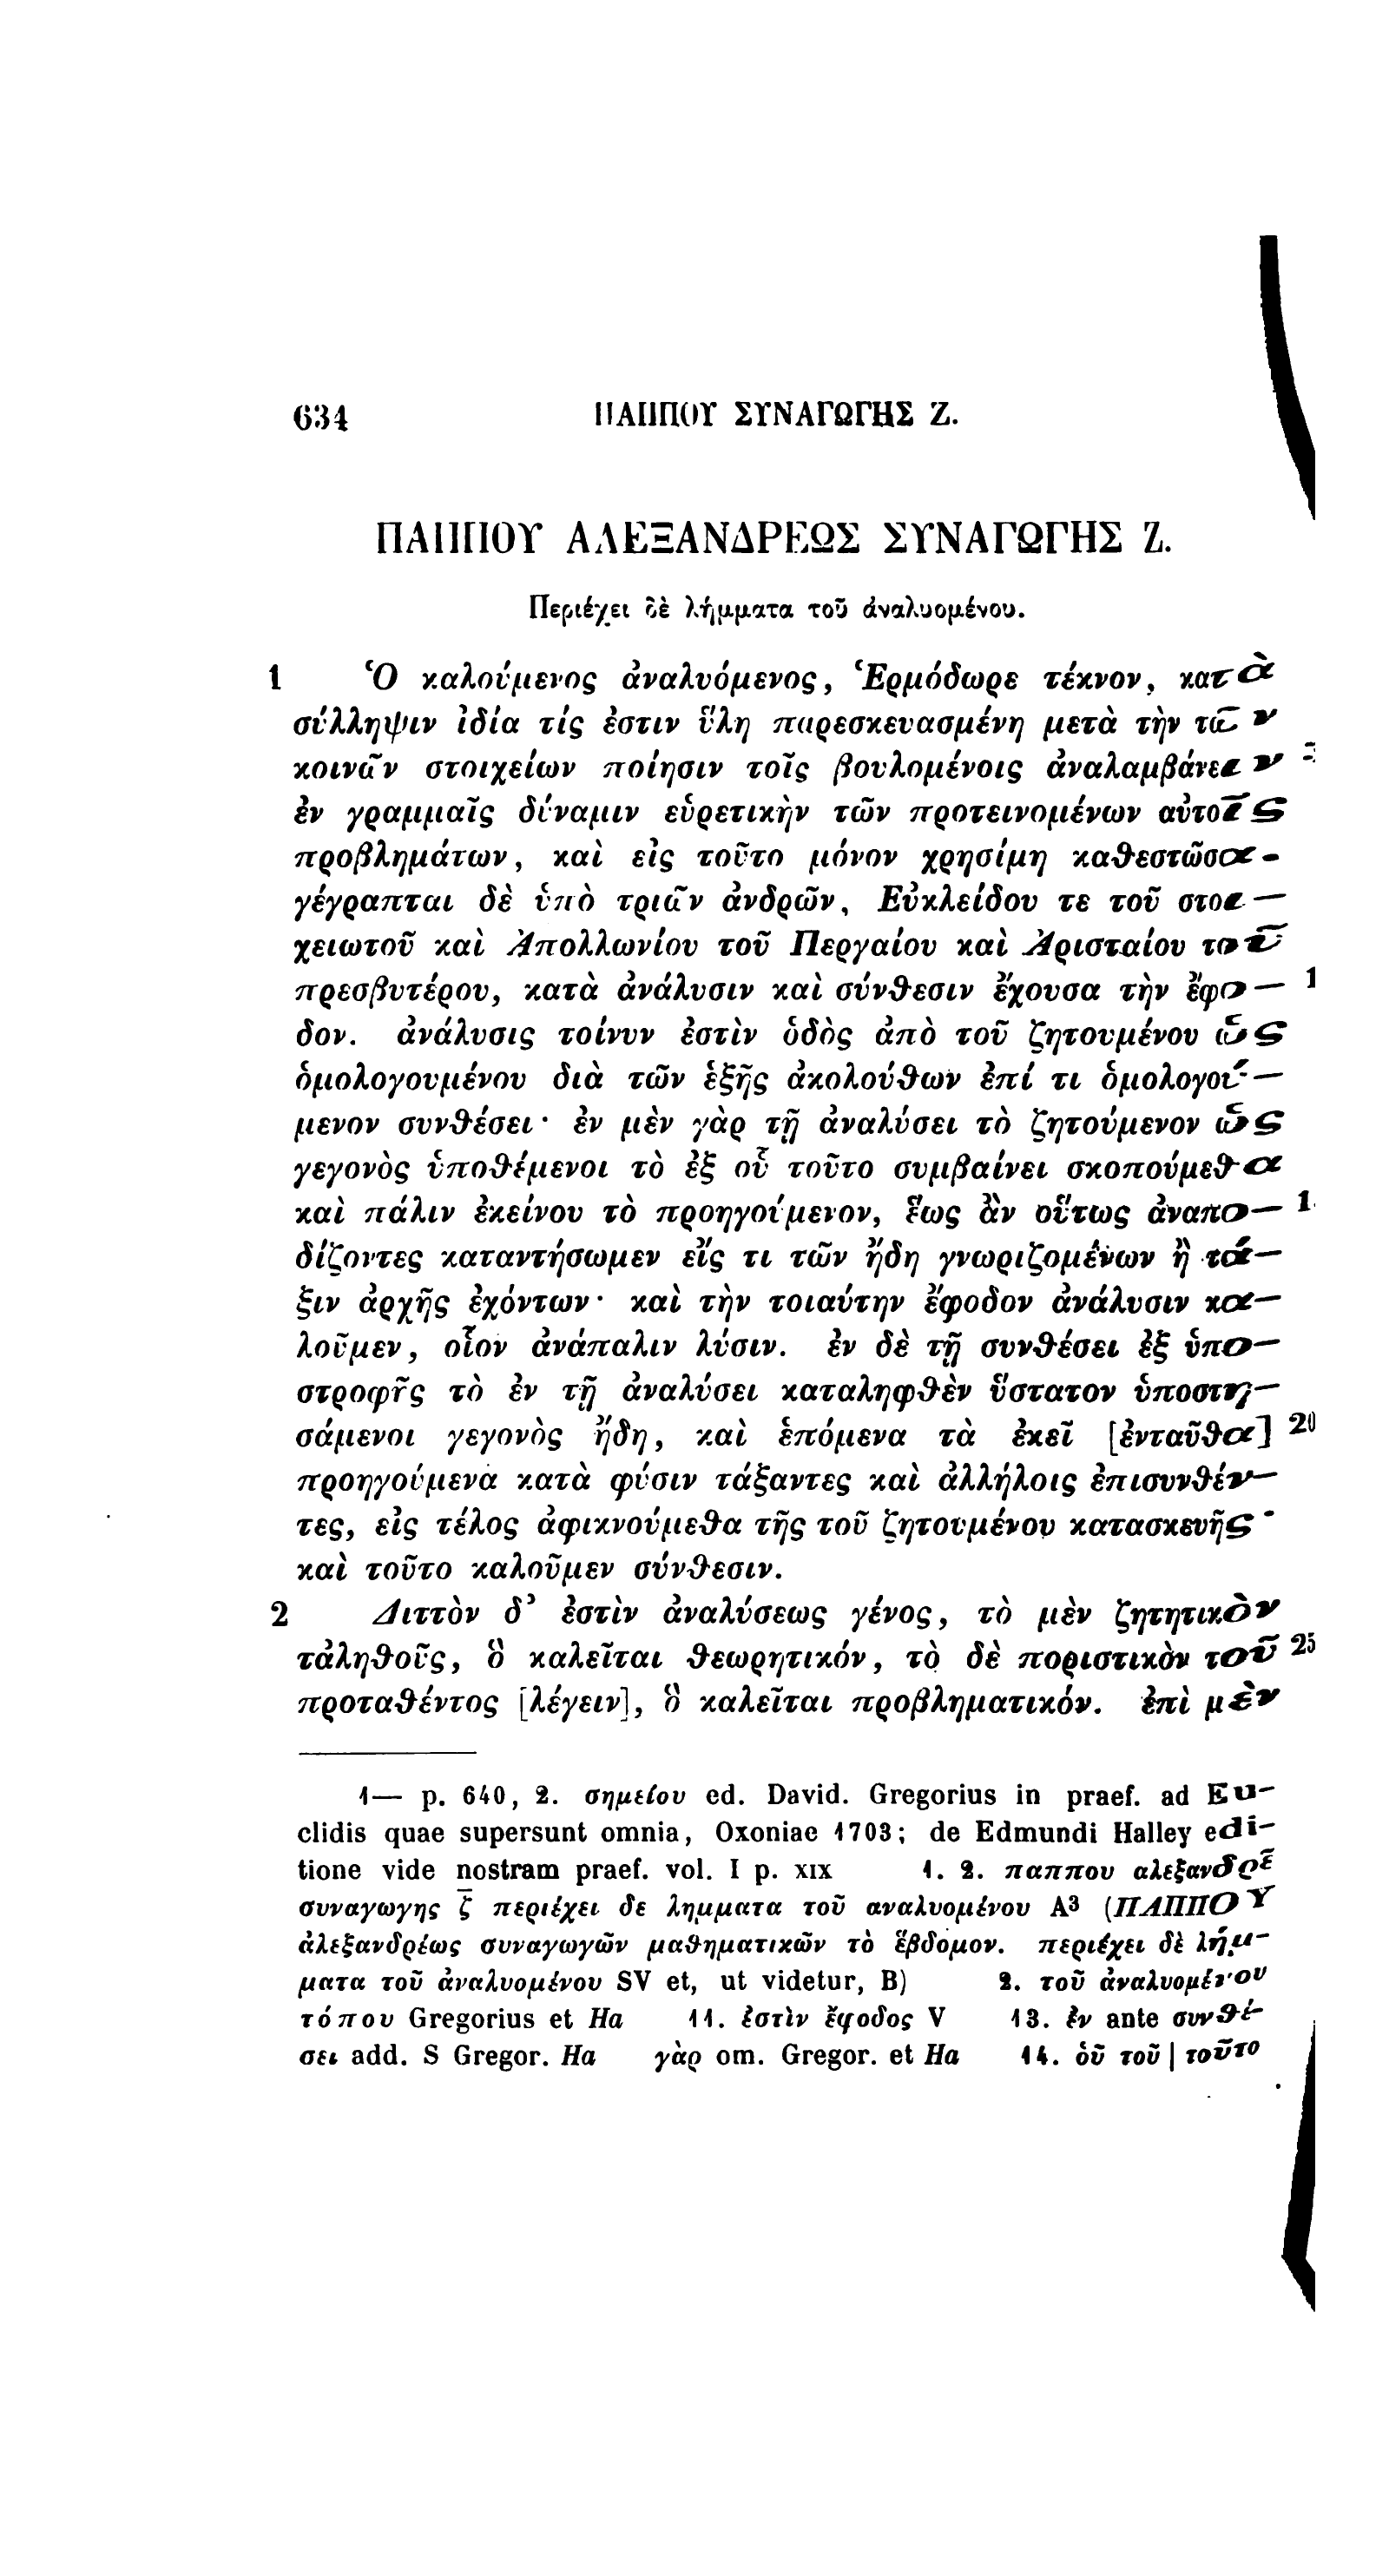 634 ΠΑΠΠΟΥ ΣΥΝΑΓΩΓΗΣ Ζ.
ΠΑΠΠΟΥ ΑΛΕΞΑΝΔΡΕΩΣ ΣΥΝΑΓΩΓΗΣ Ζ.
Περιέχει δὲ λήμματα τοῦ ἀναλυομένου.
1 Ὁ καλούμενος ἀναλυόμενος, Ἑρμόδωρε τέκνον, κατὰ
σύλληψιν ἰδία τίς ἐστιν ὕλη παρεσκευασμένη μετὰ τὴν τῶν
κοινῶν στοιχείων ποίησιν τοῖς βουλομένοις ἀναλαμβάνειν
ἐν γραμμαῖς δύναμιν εὑρετικὴν τῶν προτεινομένων αὐτοῖς
προβλημάτων, καὶ εἰς τοῦτο μόνον χρησίμη καθεστῶσα.
γέγραπται δὲ ὑπὸ τριῶν ἀνδρῶν, Εὐκλείδου τε τοῦ στοι-
χειωτοῦ καὶ Ἀπολλωνίου τοῦ Περγαίου καὶ Ἀρισταίου τοῦ
πρεσβυτέρου, κατὰ ἀνάλυσιν καὶ σύνθεσιν ἔχουσα τὴν ἔφο- 1
δον. ἀνάλυσις τοίνυν ἐστὶν ὁδὸς ἀπὸ τοῦ ζητουμένου ὡς
ὁμολογουμένου διὰ τῶν ἑξῆς ἀκολούθων ἐπί τι ὁμολογού-
μενον συνθέσει· ἐν μὲν γὰρ τῇ ἀναλύσει τὸ ζητούμενον ὡς
γεγονὸς ὑποθέμενοι τὸ ἐξ οὗ τοῦτο συμβαίνει σκοπούμεθα
καὶ πάλιν ἐκείνου τὸ προηγούμενον, ἕως ἂν οὕτως ἀναπο- 1
δίζοντες καταντήσωμεν εἴς τι τῶν ἤδη γνωριζομένων ἢ τά-
ξιν ἀρχῆς ἐχόντων· καὶ τὴν τοιαύτην ἔφοδον ἀνάλυσιν κα-
λοῦμεν, οἷον ἀνάπαλιν λύσιν. ἐν δὲ τῇ συνθέσει ἐξ ὑπο-
στροφῆς τὸ ἐν τῇ ἀναλύσει καταληφθὲν ὕστατον ὑποστη-
σάμενοι γεγονὸς ἤδη, καὶ ἑπόμενα τὰ ἐκεῖ [ἐνταῦθα] 20
προηγούμενα κατὰ φύσιν τάξαντες καὶ ἀλλήλοις ἐπισυνθέν-
τες, εἰς τέλος ἀφικνούμεθα τῆς τοῦ ζητουμένου κατασκευῆς·
καὶ τοῦτο καλοῦμεν σύνθεσιν.
2 Διττὸν δ’ ἐστὶν ἀναλύσεως γένος, τὸ μὲν ζητητικὸν
τἀληθοῦς, ὃ καλεῖται θεωρητικόν, τὸ δὲ ποριστικὸν τοῦ 25
προταθέντος [λέγειν], ὃ καλεῖται προβληματικόν. ἐπὶ μὲν
1— p. 640, 2. σημείου ed. David. Gregorius in praef. ad Eu-
clidis quae supersunt omnia, Oxoniae 1703; de Edmundi Halley edi-
tione vide nostram praef. vol. I p. XIX 1. 2. παππου αλεξανδρε̄
συναγωγης ζ̄ περιέχει δε λημματα τοῦ αναλυομένου A³ (ΠΑΠΠΟΥ
ἀλεξανδρέως συναγωγῶν μαθηματικῶν τὸ ἕβδομον. περιέχει δὲ λήμ-
ματα τοῦ ἀναλυομένου SV et, ut videtur, B) 2. τοῦ ἀναλυομένου
τόπου Gregorius et Ha 11. ἐστὶν ἔφοδος V 13. ἐν ante συνθέ-
σει add. S Gregor. Ha γὰρ om. Gregor. et Ha 14. ὁῦ τοῦ | τοῦτο